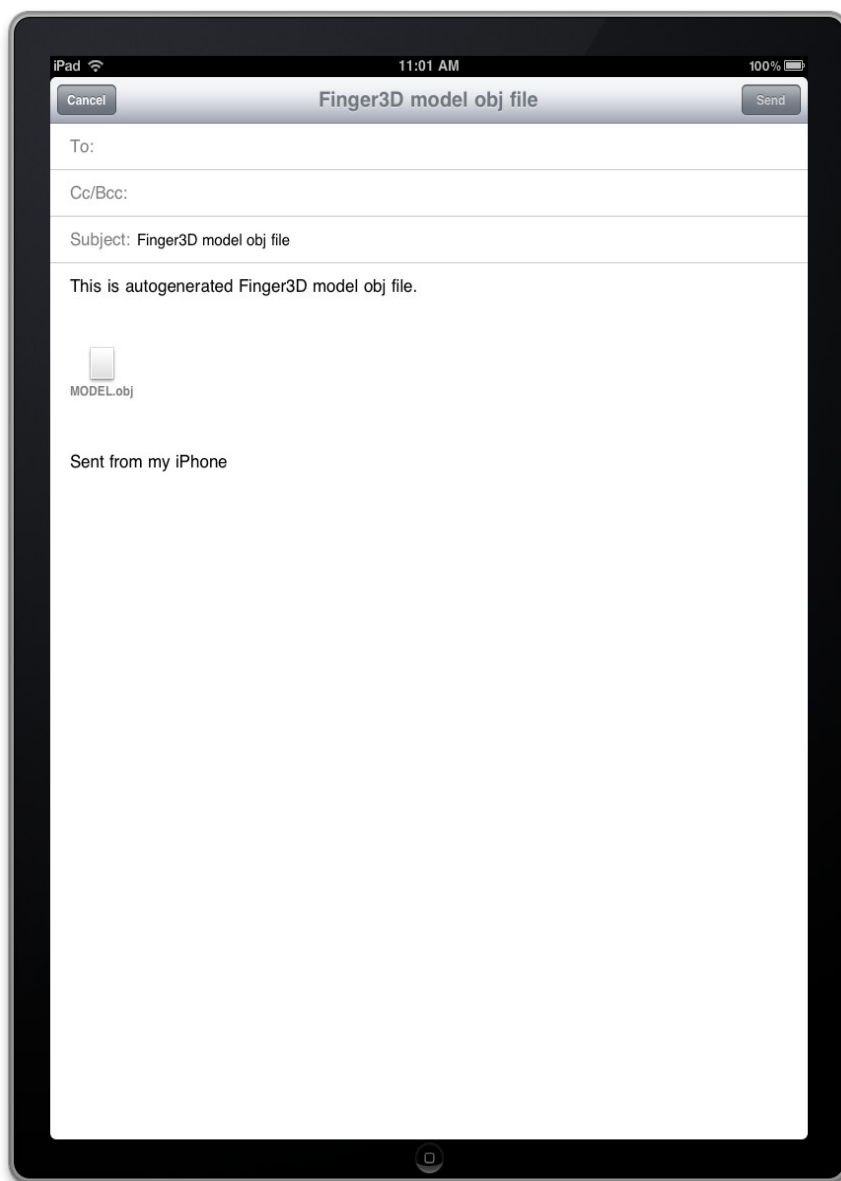 iPad 11:01 AM 100%
Cancel Finger3D model obj file Send
To:
Cc/Bcc:
Subject: Finger3D model obj file
This is autogenerated Finger3D model obj file.
MODEL.obj
Sent from my iPhone